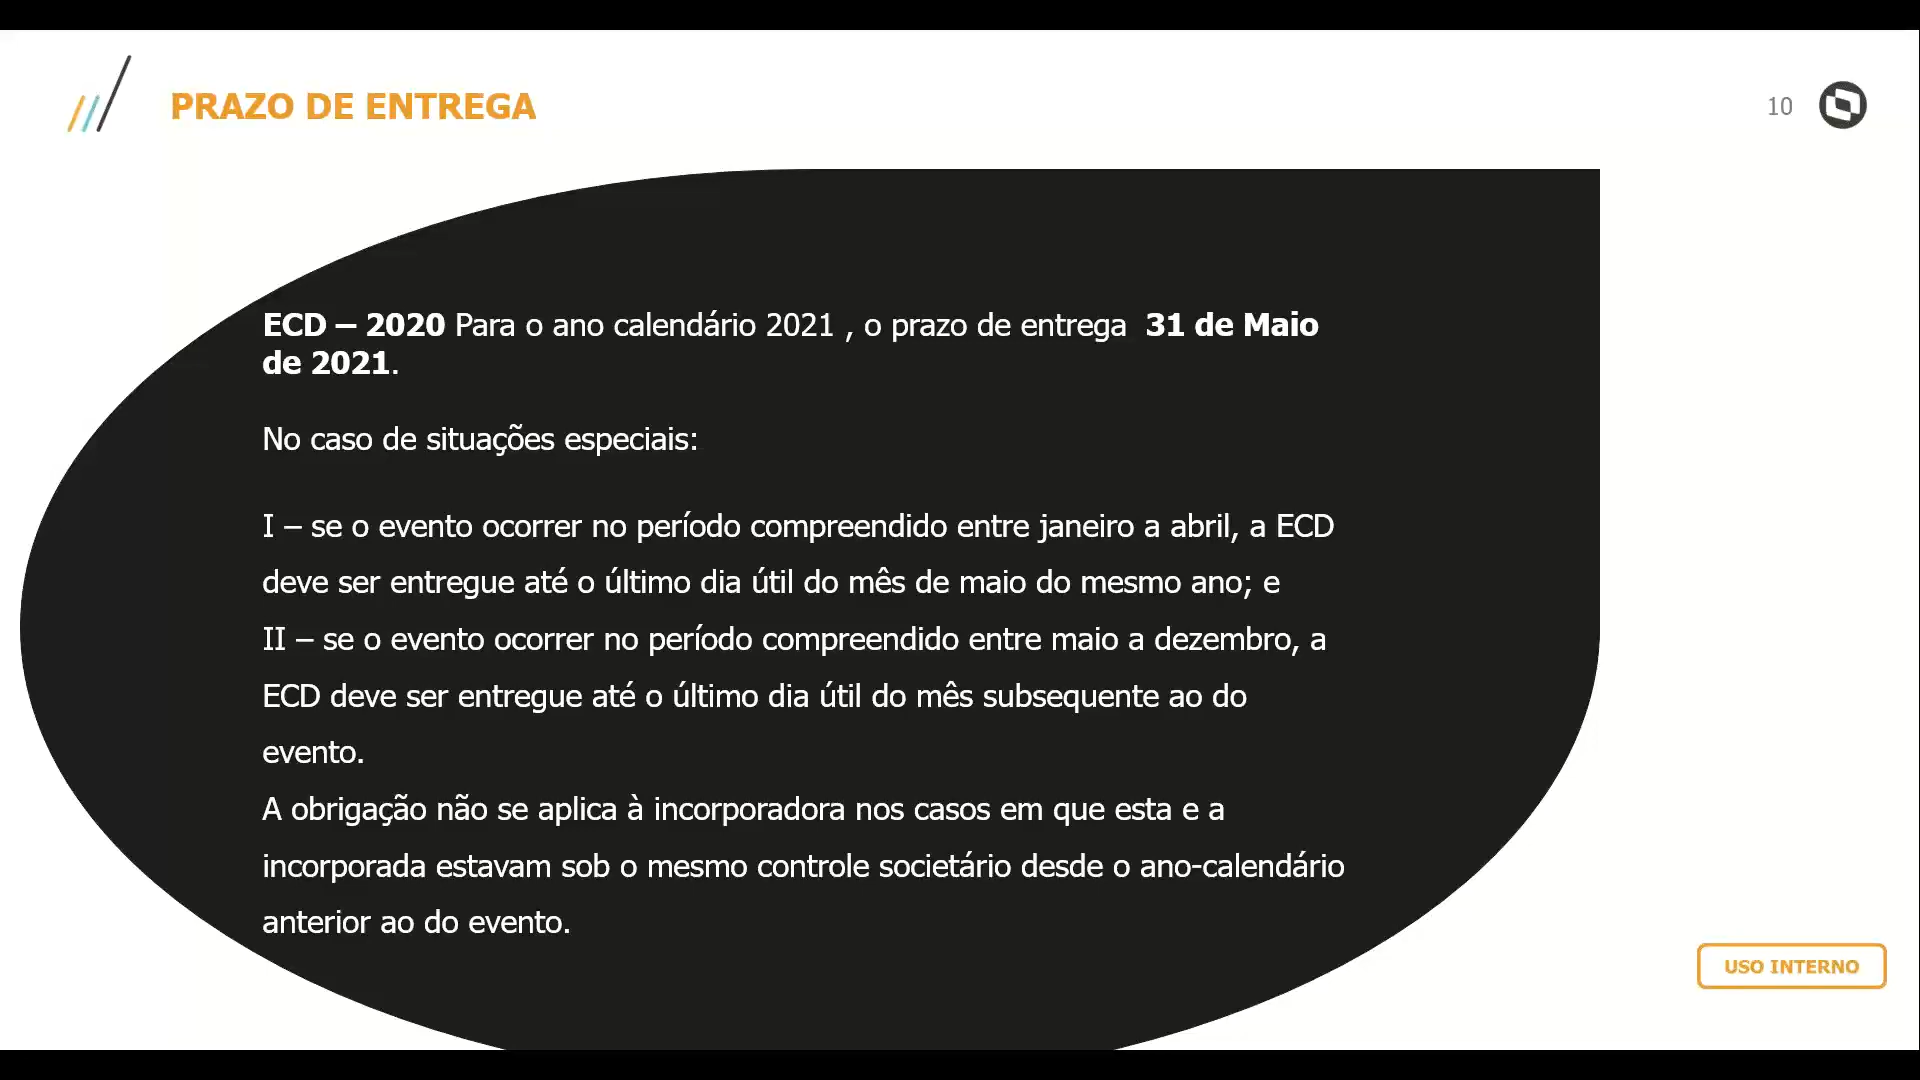 PRAZO DE ENTREGA
10
ECD – 2020 Para o ano calendário 2021 , o prazo de entrega 31 de Maio
de 2021.
No caso de situações especiais:
I – se o evento ocorrer no período compreendido entre janeiro a abril, a ECD
deve ser entregue até o último dia útil do mês de maio do mesmo ano; e
II – se o evento ocorrer no período compreendido entre maio a dezembro, a
ECD deve ser entregue até o último dia útil do mês subsequente ao do
evento.
A obrigação não se aplica à incorporadora nos casos em que esta e a
incorporada estavam sob o mesmo controle societário desde o ano-calendário
anterior ao do evento.
USO INTERNO